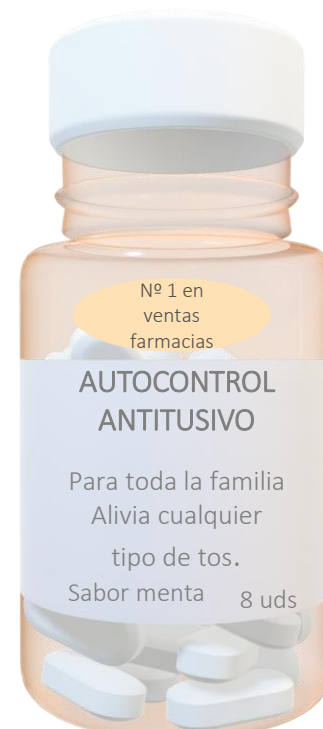 Nº 1 en
ventas
farmacias
AUTOCONTROL
ANTITUSIVO
Para toda la familia
Alivia cualquier
tipo de tos.
Sabor menta 8 uds